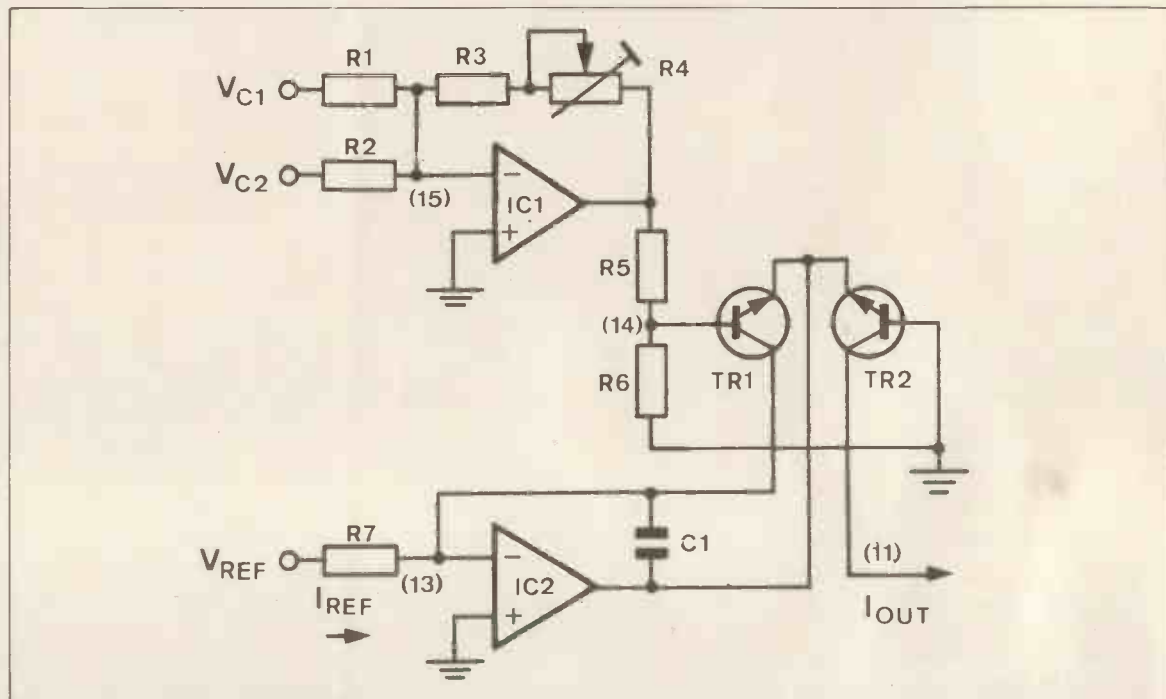 R1
R3
R4
VC1
R2
VC2
(15)
−
IC1
+
R5
(14)
R6
TR1
TR2
R7
C1
VREF
(13)
−
IC2
+
IREF
(11)
IOUT